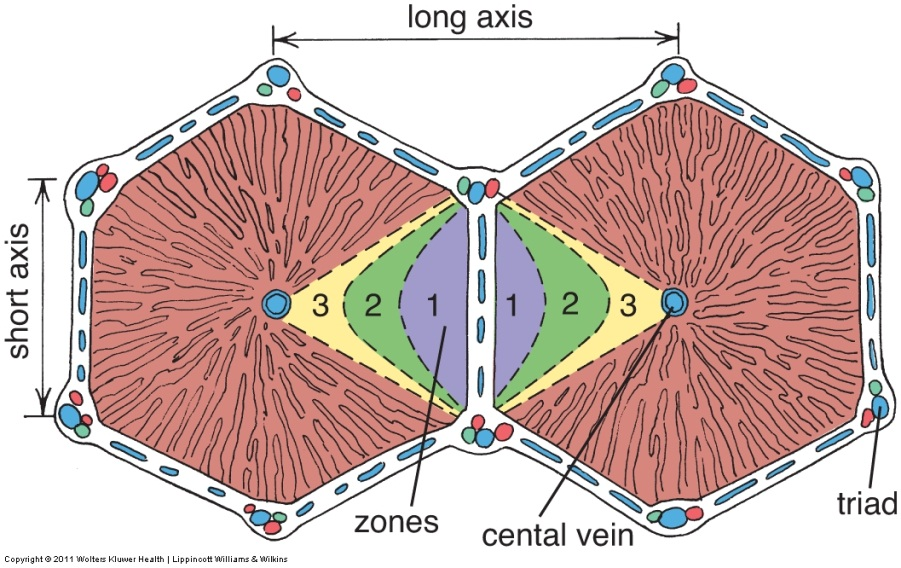 long axis
short axis
3 2 1 1 2 3
zones
cental vein
triad
Copyright © 2011 Wolters Kluwer Health | Lippincott Williams & Wilkins